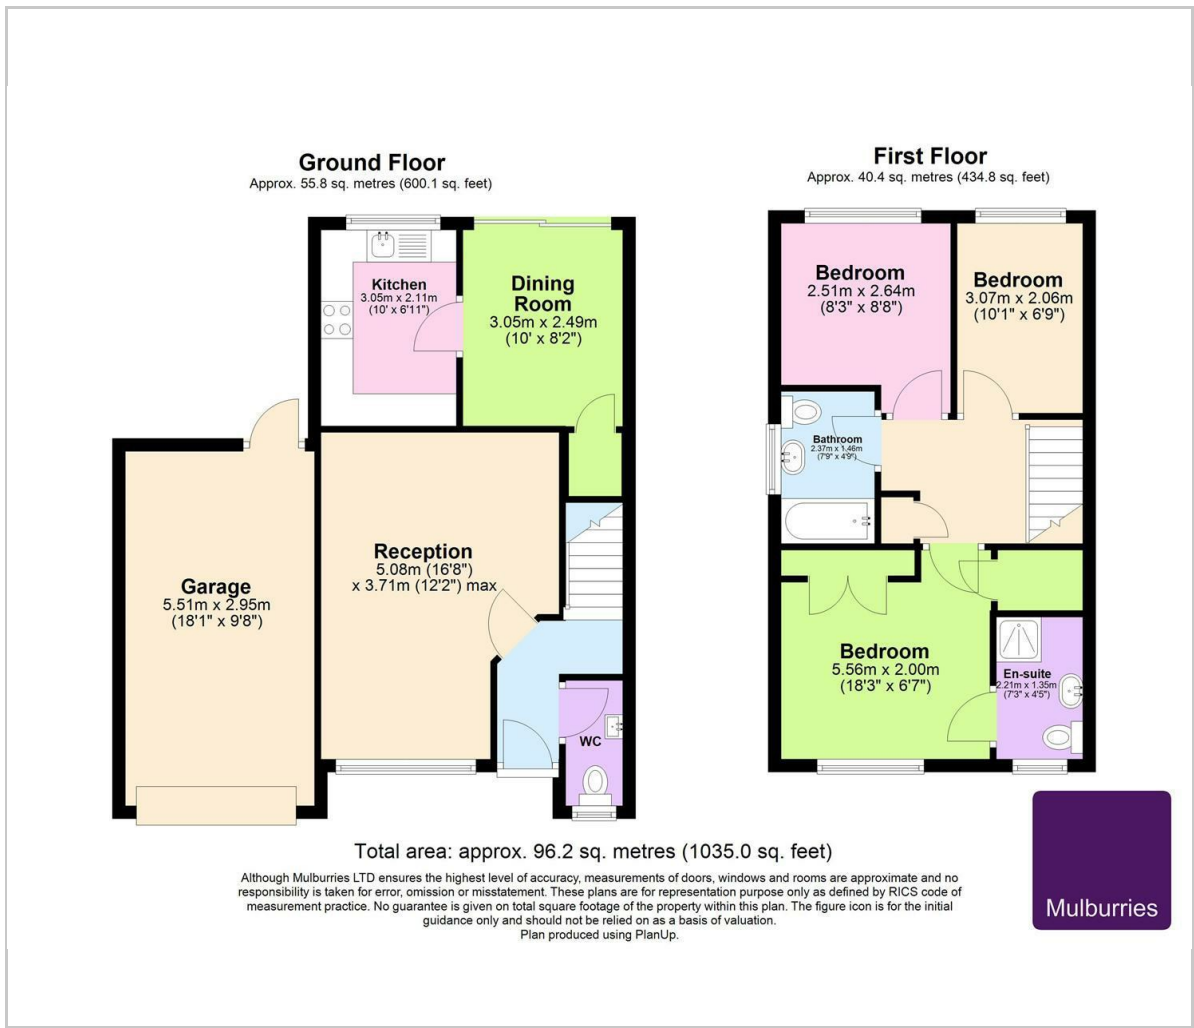 Ground Floor
Approx. 55.8 sq. metres (600.1 sq. feet)
Kitchen
3.05m x 2.11m
(10' x 6'11")
Dining
Room
3.05m x 2.49m
(10' x 8'2")
Reception
5.08m (16'8")
x 3.71m (12'2") max
Garage
5.51m x 2.95m
(18'1" x 9'8")
WC
First Floor
Approx. 40.4 sq. metres (434.8 sq. feet)
Bedroom
2.51m x 2.64m
(8'3" x 8'8")
Bedroom
3.07m x 2.06m
(10'1" x 6'9")
Bathroom
2.37m x 1.46m
(7'9" x 4'9")
Bedroom
5.56m x 2.00m
(18'3" x 6'7")
En-suite
2.21m x 1.35m
(7'3" x 4'5")
Total area: approx. 96.2 sq. metres (1035.0 sq. feet)
Although Mulburries LTD ensures the highest level of accuracy, measurements of doors, windows and rooms are approximate and no
responsibility is taken for error, omission or misstatement. These plans are for representation purpose only as defined by RICS code of
measurement practice. No guarantee is given on total square footage of the property within this plan. The figure icon is for the initial
guidance only and should not be relied on as a basis of valuation.
Plan produced using PlanUp.
Mulburries